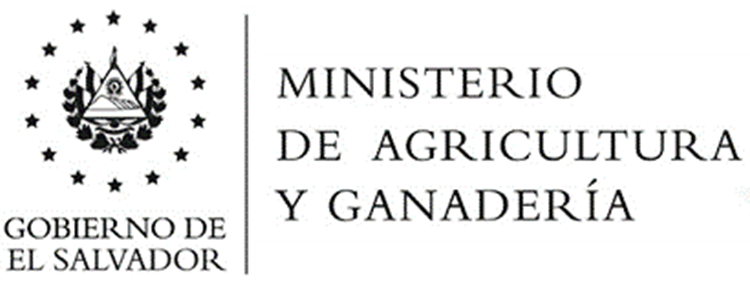 GOBIERNO DE
EL SALVADOR
MINISTERIO
DE AGRICULTURA
Y GANADERÍA